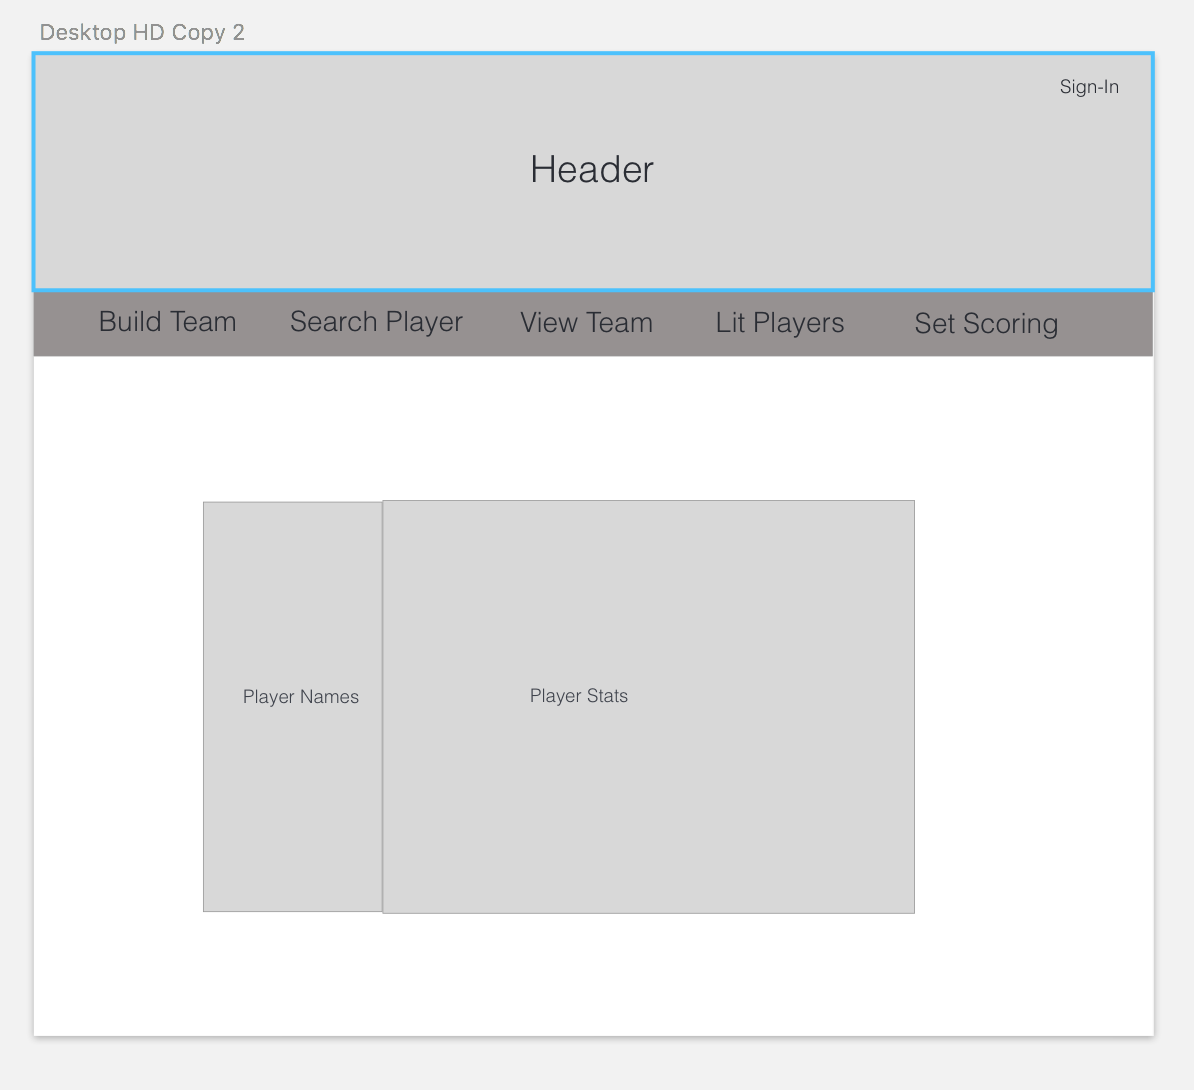 Desktop HD Copy 2
Sign-In
Header
Build Team Search Player View Team Lit Players Set Scoring
Player Names Player Stats